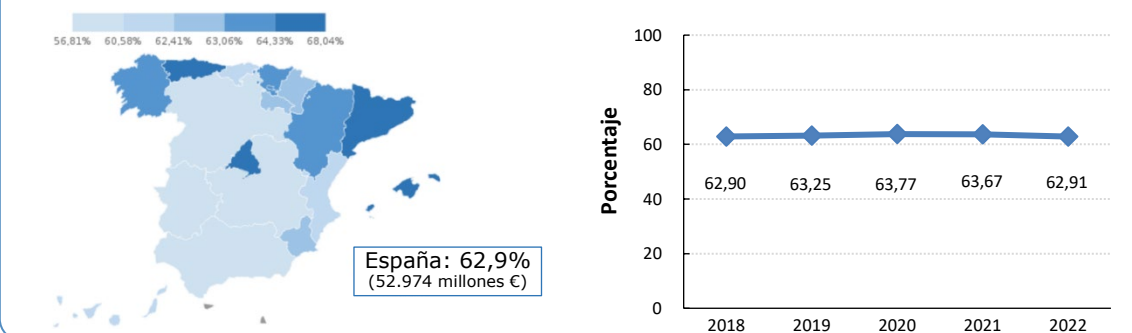 56,81% 60,58% 62,41% 63,06% 64,33% 68,04%
España: 62,9%
(52.974 millones €)
Porcentaje
100
80
60
40
20
0
62,90 63,25 63,77 63,67 62,91
2018 2019 2020 2021 2022